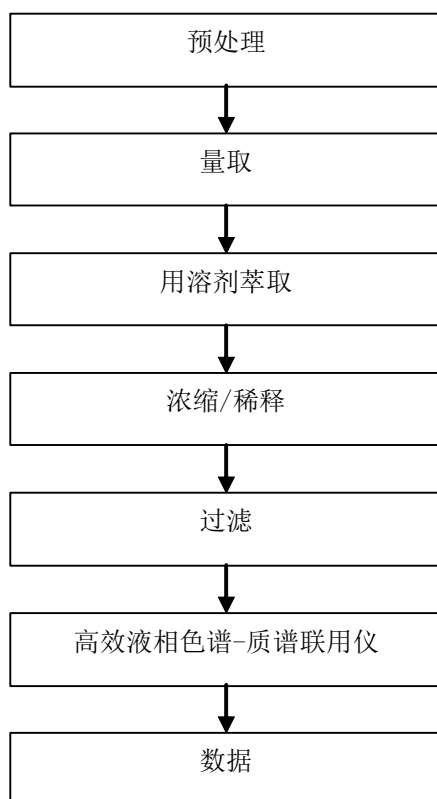 预处理
量取
用溶剂萃取
浓缩/稀释
过滤
高效液相色谱-质谱联用仪
数据